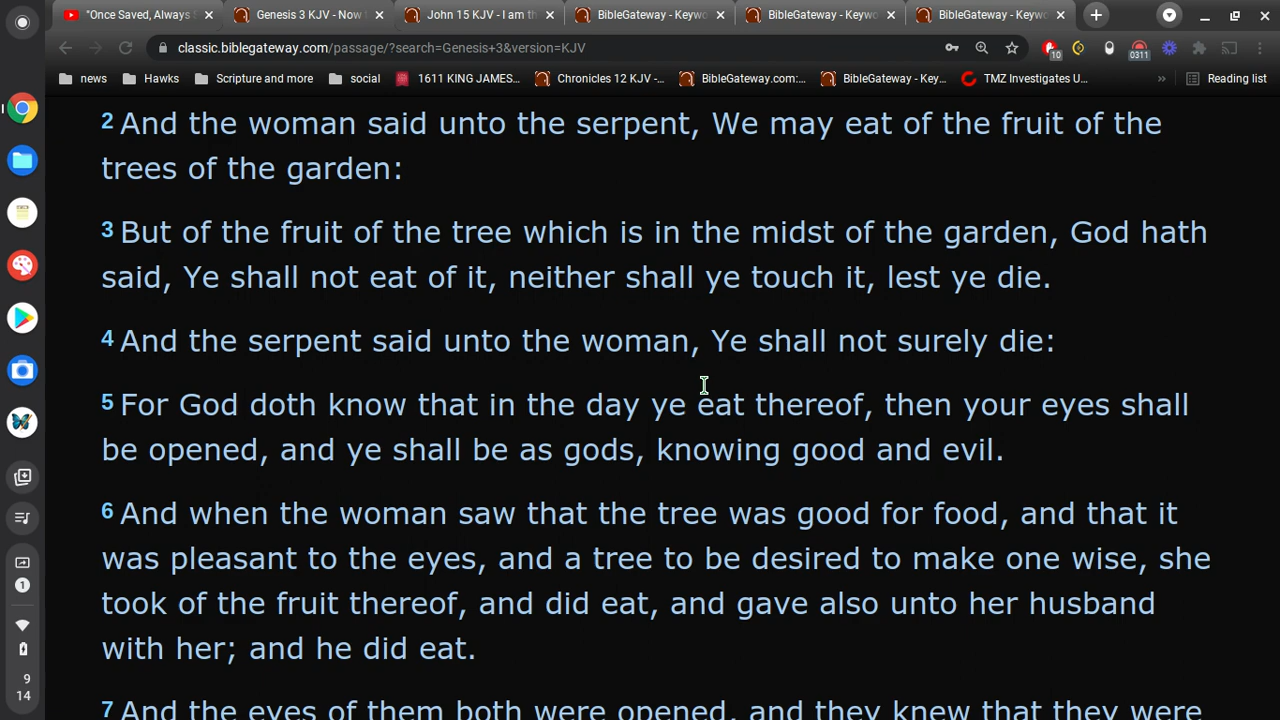 "Once Saved, Always
Genesis 3 KJV - Now
John 15 KJV - I am th
BibleGateway - Keywo
BibleGateway - Keywo
BibleGateway - Keywo
classic.biblegateway.com/passage/?search=Genesis+3&version=KJV
10
0311
news
Hawks
Scripture and more
social
1611 KING JAMES...
Chronicles 12 KJV -...
BibleGateway.com:...
BibleGateway - Key...
TMZ Investigates U...
»
Reading list
2 And the woman said unto the serpent, We may eat of the fruit of the
trees of the garden:
3 But of the fruit of the tree which is in the midst of the garden, God hath
said, Ye shall not eat of it, neither shall ye touch it, lest ye die.
4 And the serpent said unto the woman, Ye shall not surely die:
5 For God doth know that in the day ye eat thereof, then your eyes shall
be opened, and ye shall be as gods, knowing good and evil.
6 And when the woman saw that the tree was good for food, and that it
was pleasant to the eyes, and a tree to be desired to make one wise, she
took of the fruit thereof, and did eat, and gave also unto her husband
with her; and he did eat.
7 And the eyes of them both were opened, and they knew that they were
1
9
14